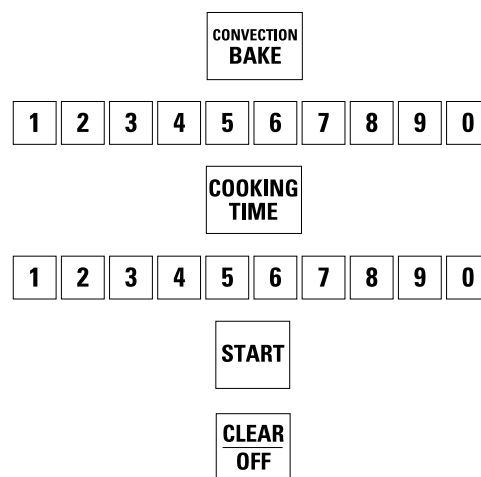 CONVECTION
BAKE
1 2 3 4 5 6 7 8 9 0
COOKING
TIME
1 2 3 4 5 6 7 8 9 0
START
CLEAR
OFF